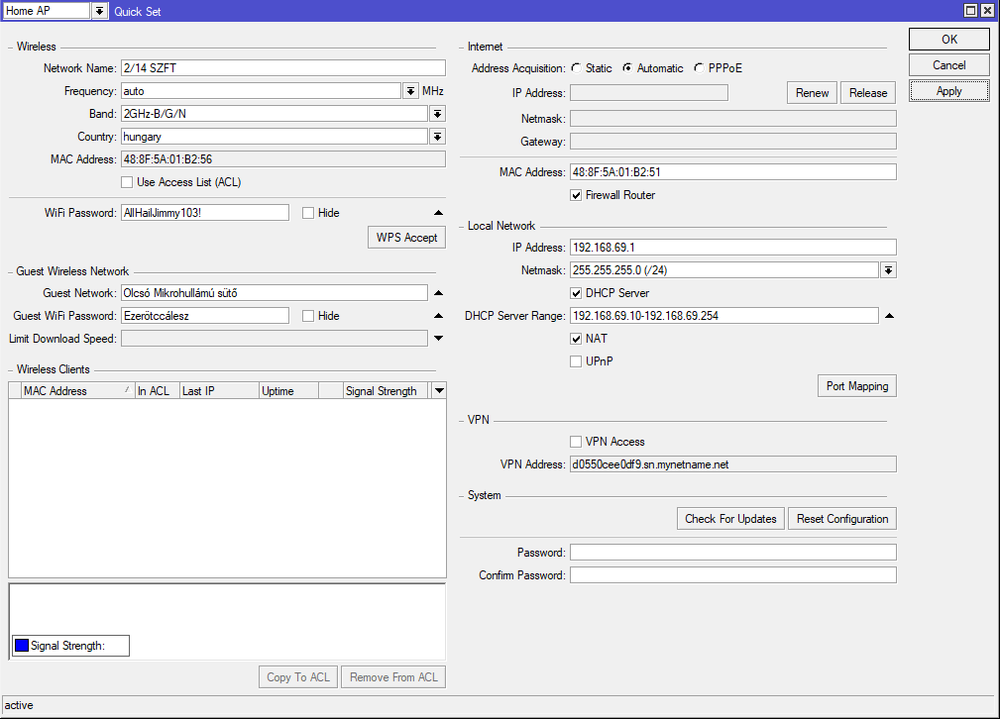 Home AP
Quick Set
Wireless
Network Name: 2/14 SZFT
Frequency: auto MHz
Band: 2GHz-B/G/N
Country: hungary
MAC Address: 48:8F:5A:01:B2:56
Use Access List (ACL)
WiFi Password: AllHailJimmy103! Hide
WPS Accept
Guest Wireless Network
Guest Network: Olcsó Mikrohullámú sütő
Guest WiFi Password: Ezerötccálesz Hide
Limit Download Speed:
Wireless Clients
MAC Address In ACL Last IP Uptime Signal Strength
Signal Strength:
Copy To ACL Remove From ACL
Internet
Address Acquisition: Static Automatic PPPoE
IP Address: Renew Release
Netmask:
Gateway:
MAC Address: 48:8F:5A:01:B2:51
Firewall Router
Local Network
IP Address: 192.168.69.1
Netmask: 255.255.255.0 (/24)
DHCP Server
DHCP Server Range: 192.168.69.10-192.168.69.254
NAT
UPnP
Port Mapping
VPN
VPN Access
VPN Address: d0550cee0df9.sn.mynetname.net
System
Check For Updates Reset Configuration
Password:
Confirm Password:
OK
Cancel
Apply
active